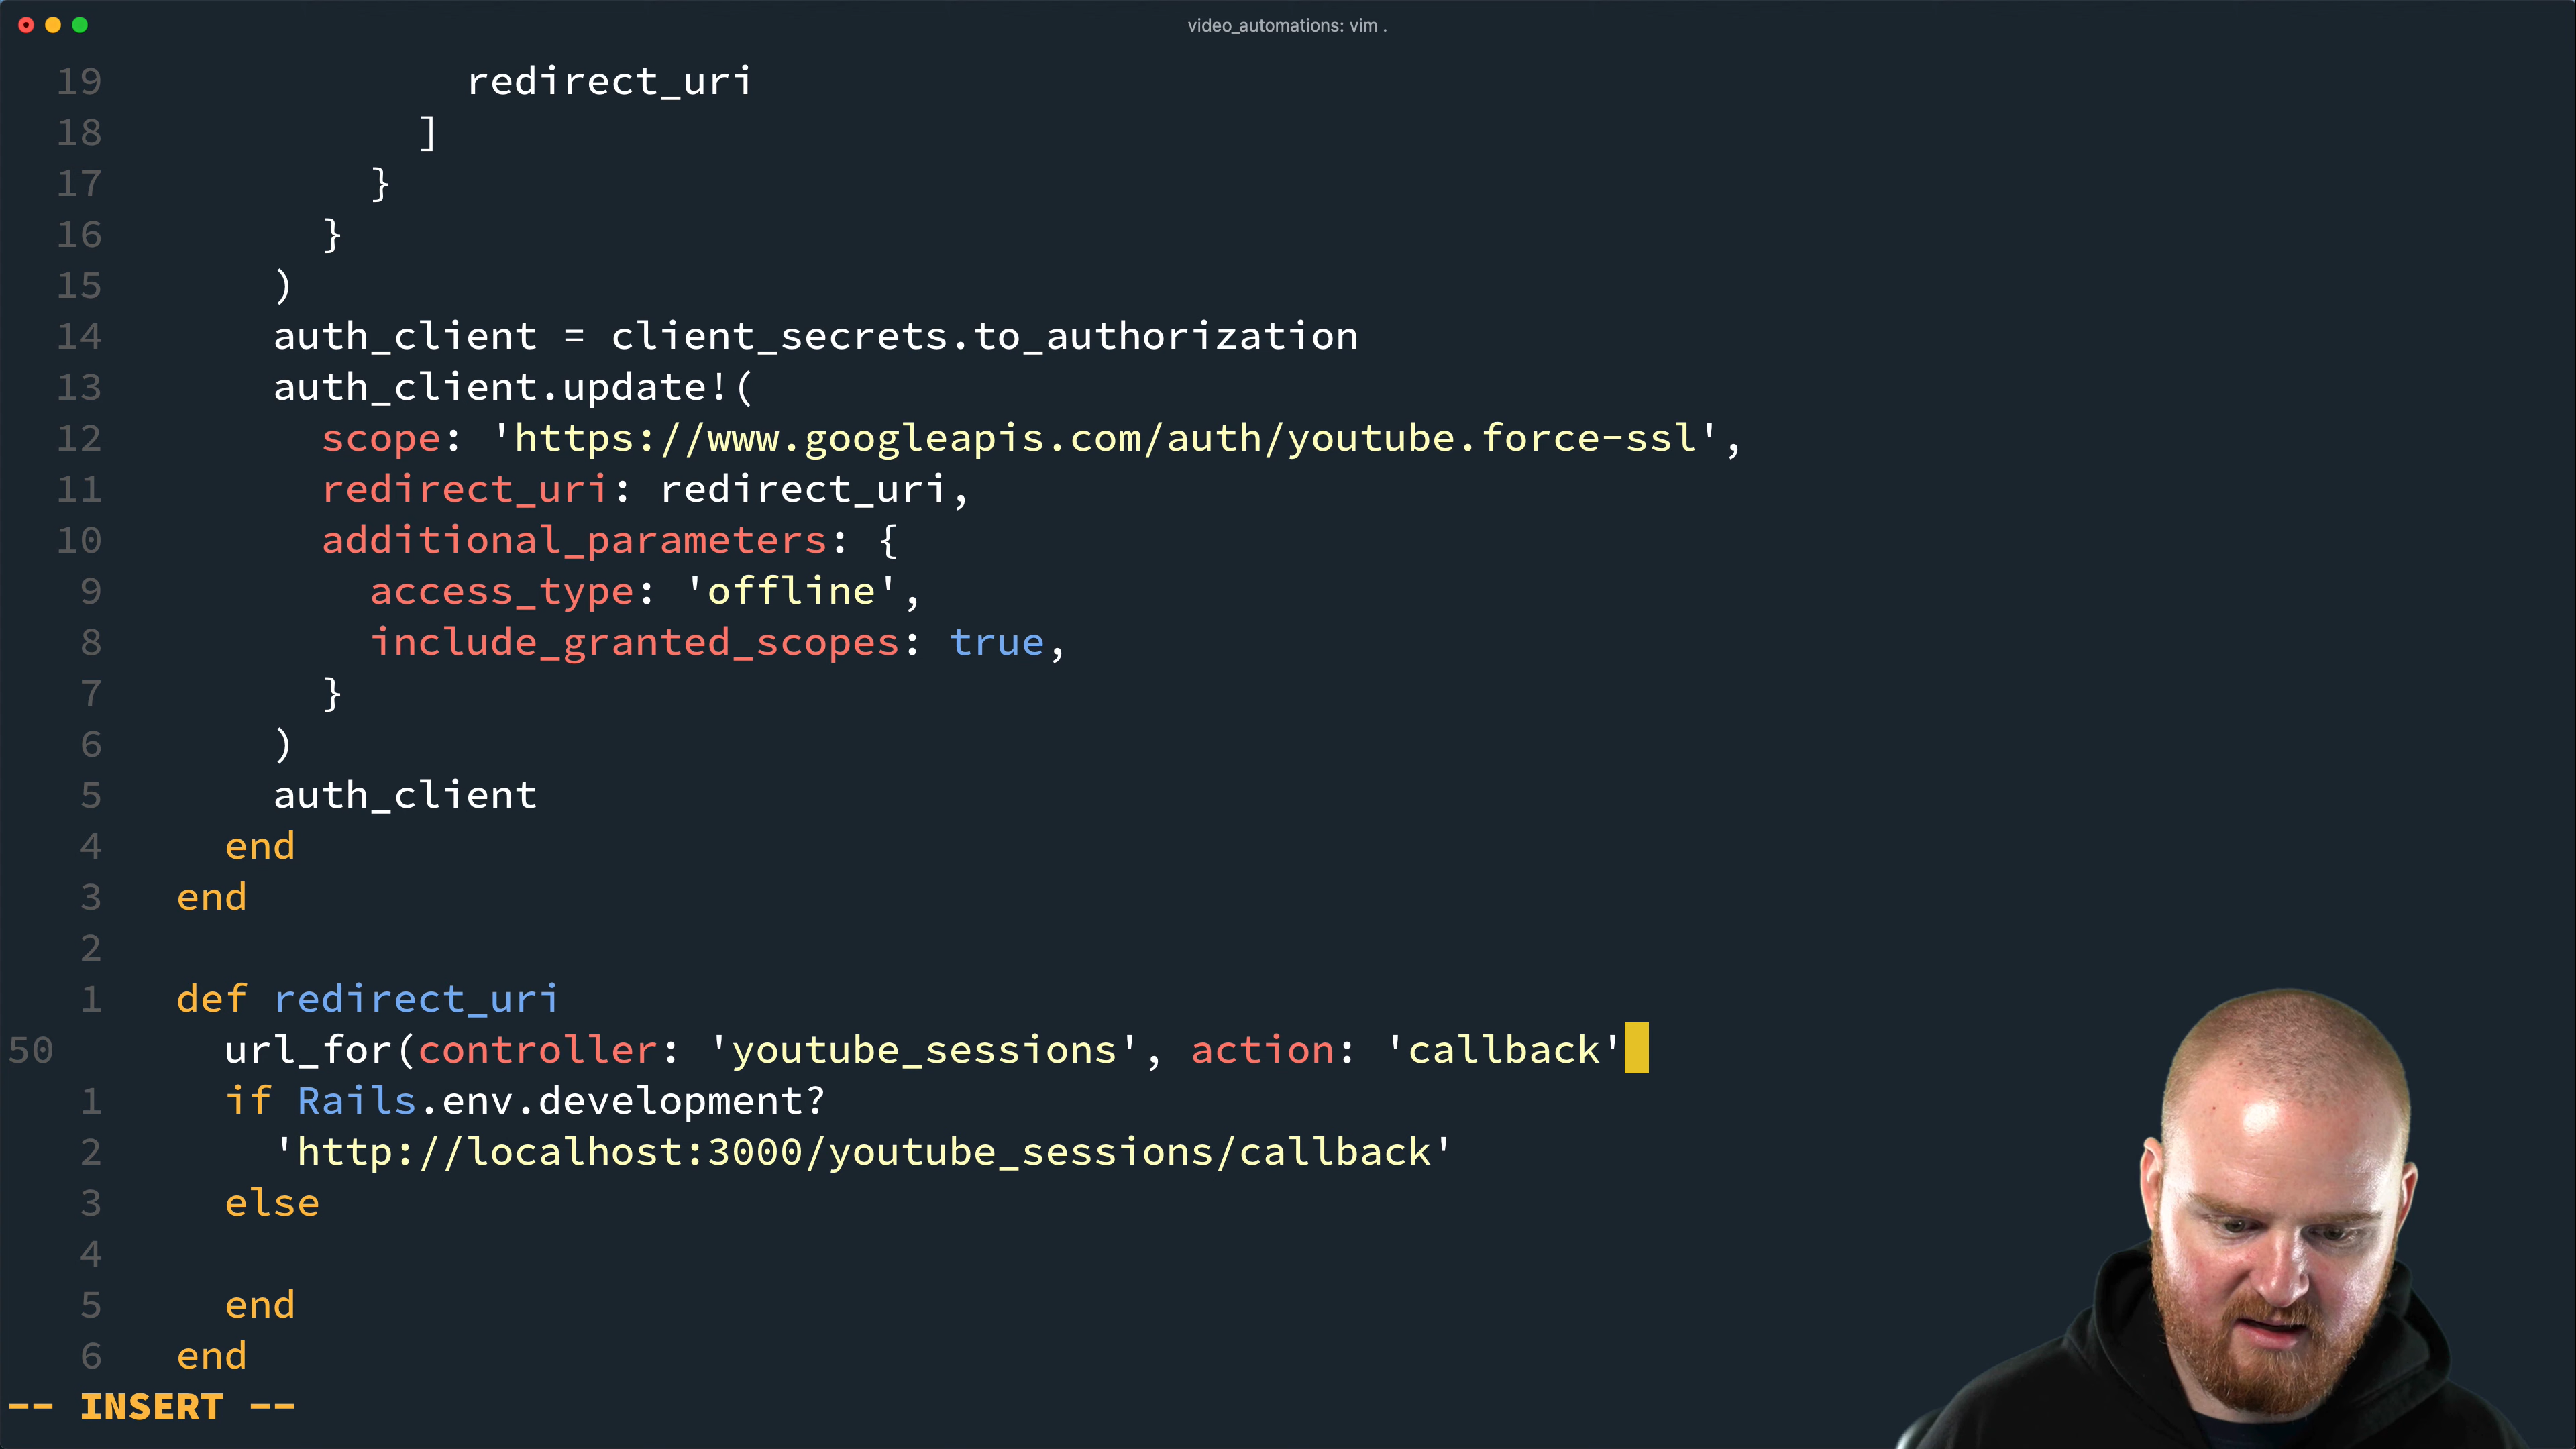 video_automations: vim .
19 redirect_uri
18 ]
17 }
16 }
15 )
14 auth_client = client_secrets.to_authorization
13 auth_client.update!(
12 scope: 'https://www.googleapis.com/auth/youtube.force-ssl',
11 redirect_uri: redirect_uri,
10 additional_parameters: {
9 access_type: 'offline',
8 include_granted_scopes: true,
7 }
6 )
5 auth_client
4 end
3 end
2
1 def redirect_uri
50 url_for(controller: 'youtube_sessions', action: 'callback'
1 if Rails.env.development?
2 'http://localhost:3000/youtube_sessions/callback'
3 else
4
5 end
6 end
-- INSERT --